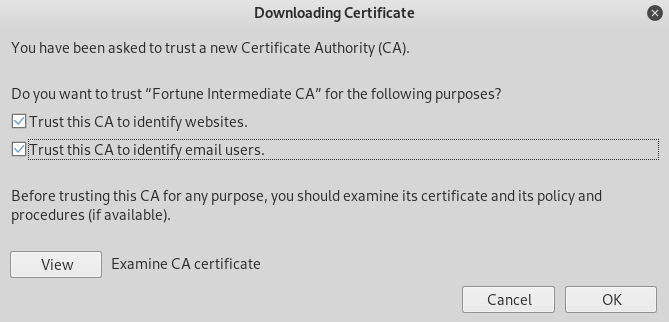 Downloading Certificate
You have been asked to trust a new Certificate Authority (CA).
Do you want to trust “Fortune Intermediate CA” for the following purposes?
Trust this CA to identify websites.
Trust this CA to identify email users.
Before trusting this CA for any purpose, you should examine its certificate and its policy and
procedures (if available).
View Examine CA certificate
Cancel OK